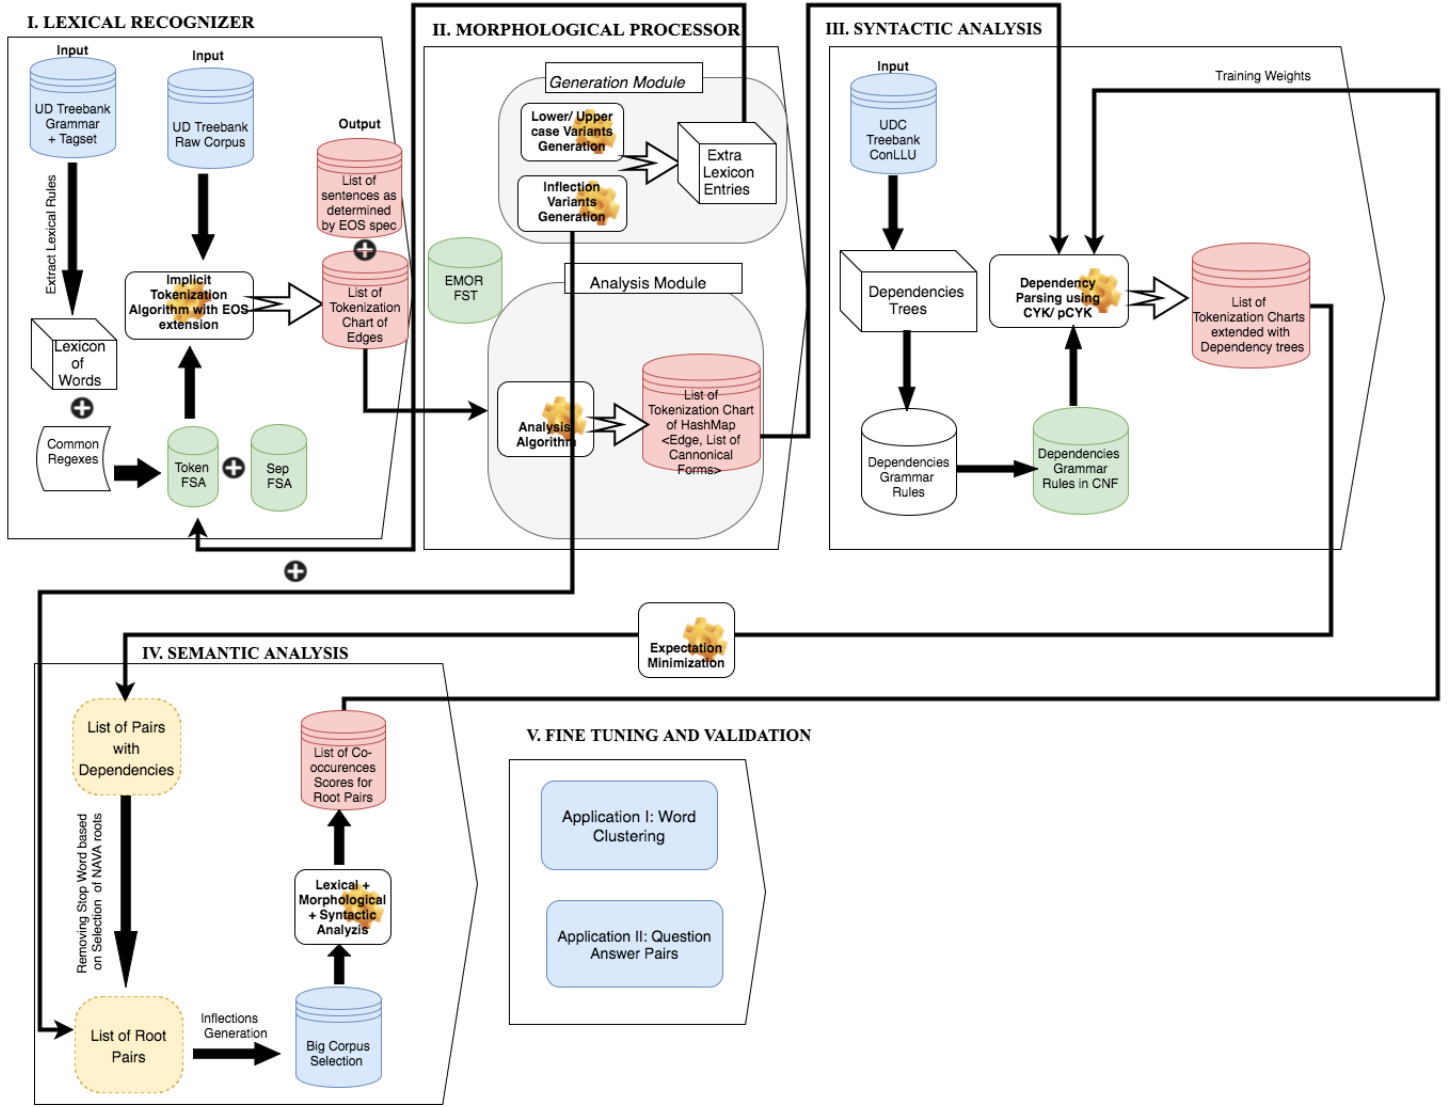 I. LEXICAL RECOGNIZER
Input
UD Treebank
Grammar
+ Tagset
Input
UD Treebank
Raw Corpus
Output
List of
sentences as
determined
by EOS spec
Extract Lexical Rules
Implicit
Tokenization
Algorithm with EOS
extension
List of
Tokenization
Chart of
Edges
Lexicon
of
Words
Common
Regexes
Token
FSA
Sep
FSA
II. MORPHOLOGICAL PROCESSOR
Generation Module
Lower/ Upper
case Variants
Generation
Inflection
Variants
Generation
Extra
Lexicon
Entries
EMOR
FST
Analysis Module
Analysis
Algorithm
List of
Tokenization Chart
of HashMap
<Edge, List of
Cannonical
Forms>
III. SYNTACTIC ANALYSIS
Input
UDC
Treebank
ConLLU
Training Weights
Dependencies
Trees
Dependency
Parsing using
CYK/ pCYK
List of
Tokenization Charts
extended with
Dependency trees
Dependencies
Grammar
Rules
Dependencies
Grammar
Rules in CNF
Expectation
Minimization
IV. SEMANTIC ANALYSIS
List of Pairs
with
Dependencies
Removing Stop Word based
on Selection of NAVA roots
List of Root
Pairs
Inflections
Generation
Big Corpus
Selection
Lexical +
Morphological
+ Syntactic
Analyzis
List of Co-
occurences
Scores for
Root Pairs
V. FINE TUNING AND VALIDATION
Application I: Word
Clustering
Application II: Question
Answer Pairs